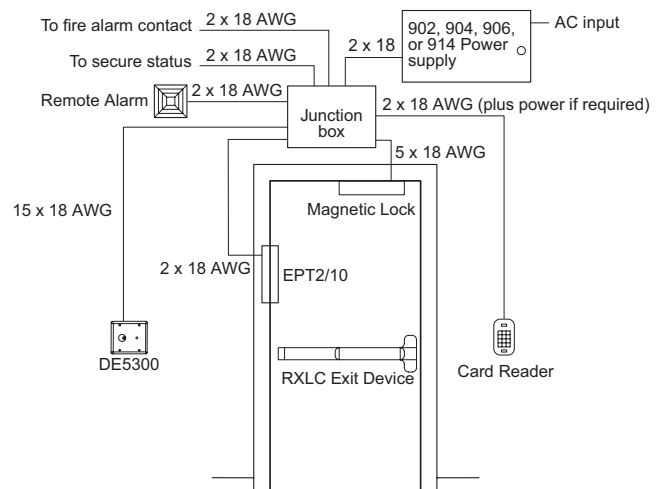 To fire alarm contact
2 x 18 AWG
To secure status
2 x 18 AWG
Remote Alarm
2 x 18 AWG
2 x 18
902, 904, 906,
or 914 Power
supply
AC input
Junction
box
2 x 18 AWG (plus power if required)
5 x 18 AWG
Magnetic Lock
15 x 18 AWG
2 x 18 AWG
EPT2/10
DE5300
RXLC Exit Device
Card Reader